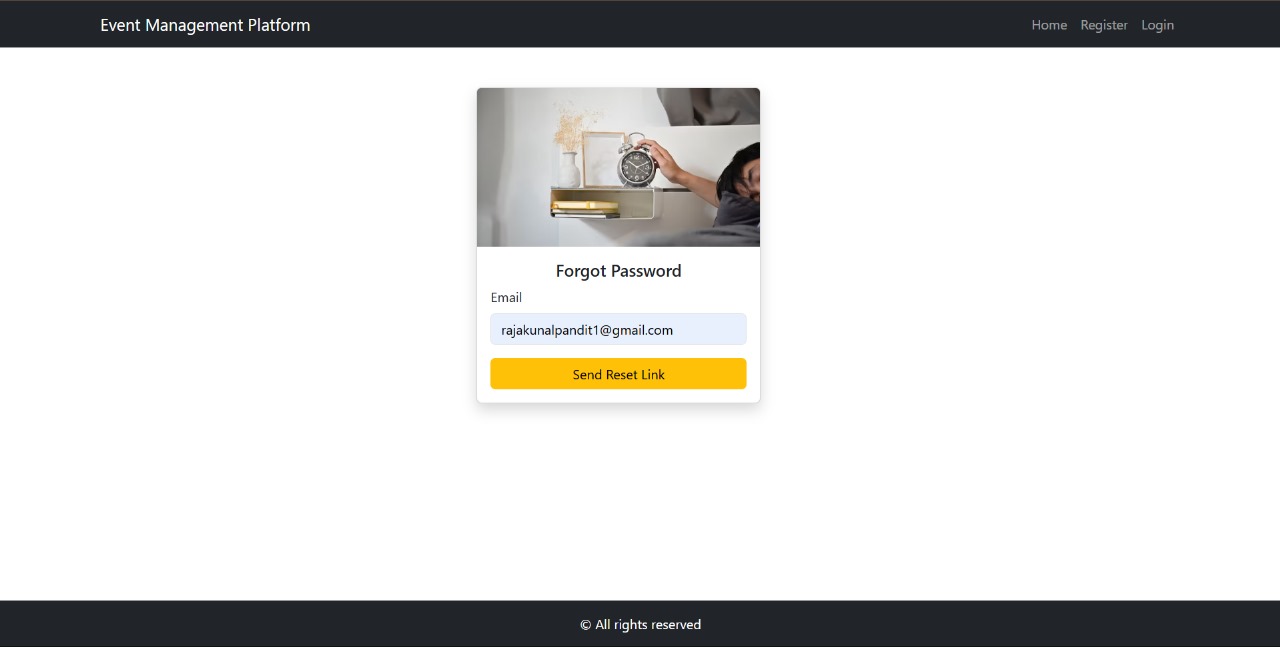 Event Management Platform
Home Register Login
Forgot Password
Email
rajakunalpandit1@gmail.com
Send Reset Link
© All rights reserved